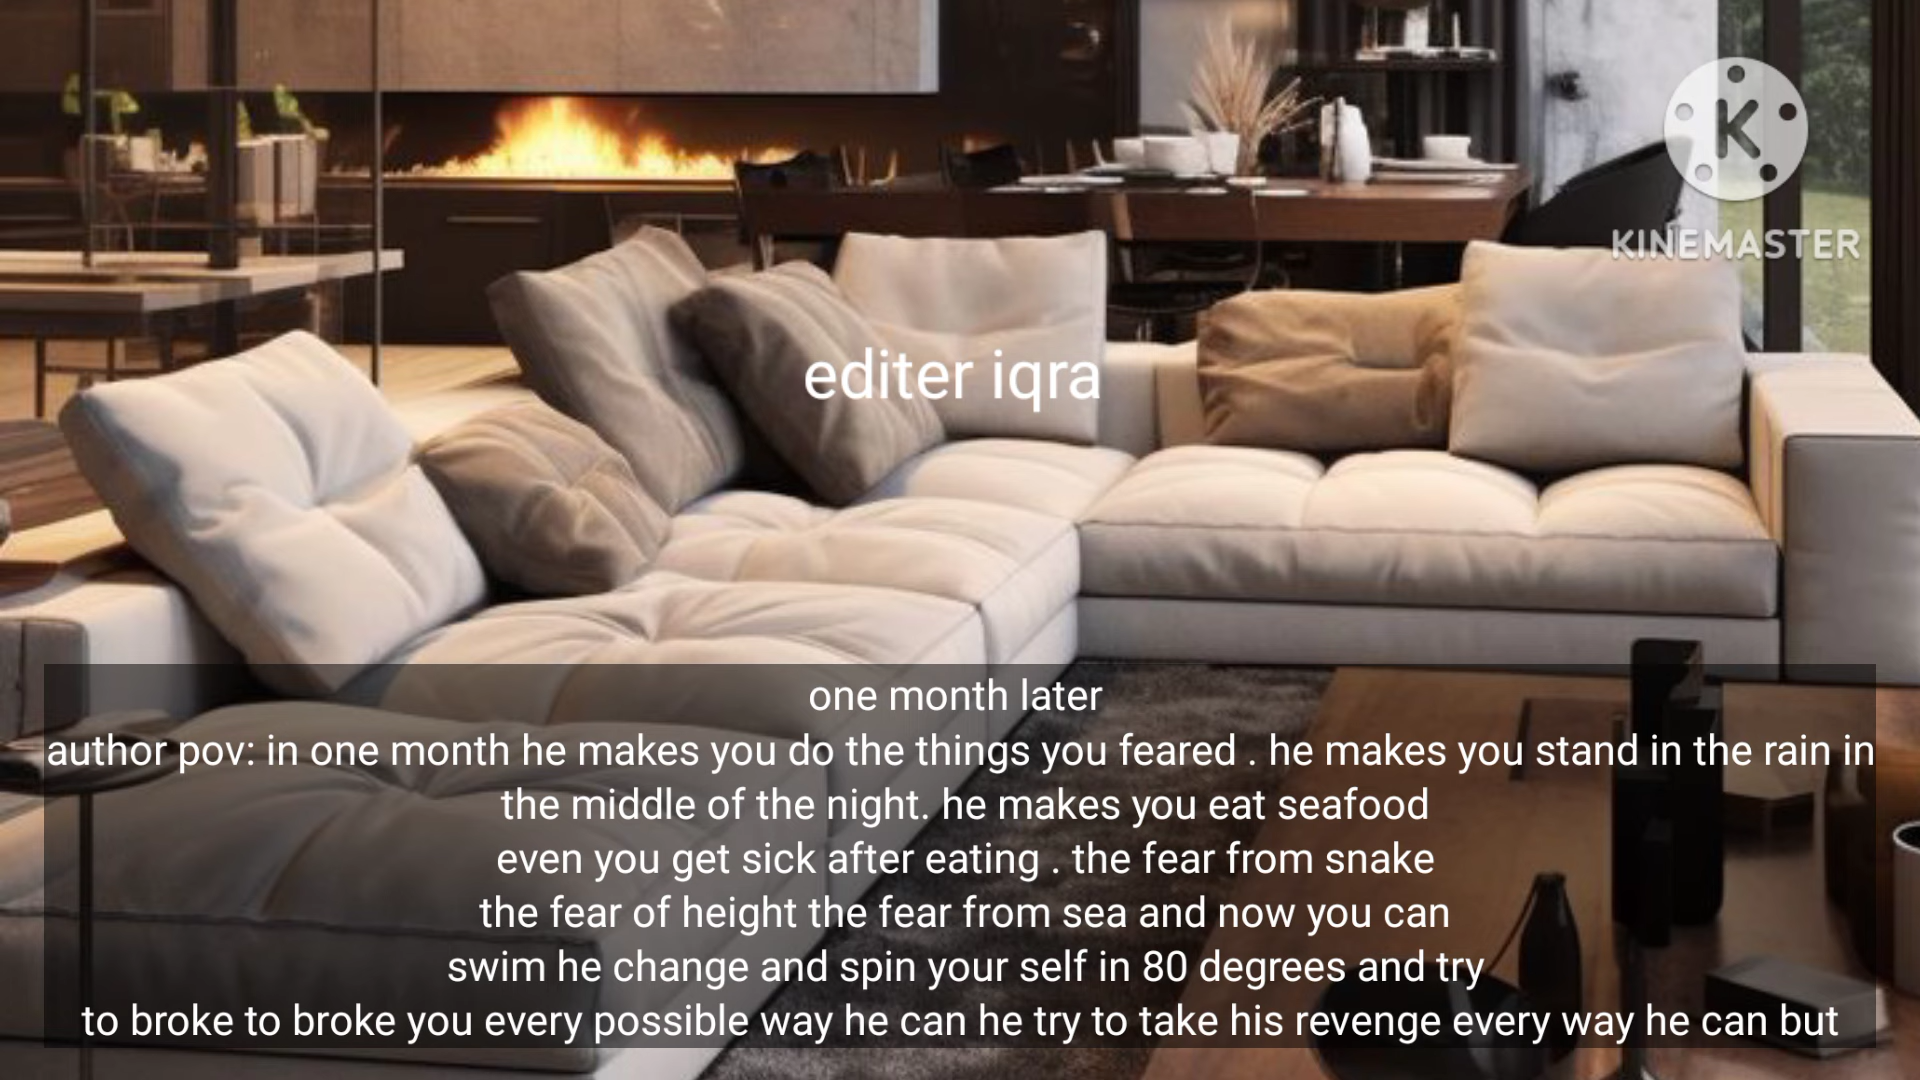 K
KINEMASTER
editer iqra
one month later
author pov: in one month he makes you do the things you feared . he makes you stand in the rain in
the middle of the night. he makes you eat seafood
even you get sick after eating . the fear from snake
the fear of height the fear from sea and now you can
swim he change and spin your self in 80 degrees and try
to broke to broke you every possible way he can he try to take his revenge every way he can but